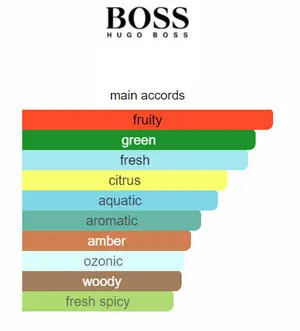 BOSS
HUGO BOSS
main accords
fruity
green
fresh
citrus
aquatic
aromatic
amber
ozonic
woody
fresh spicy